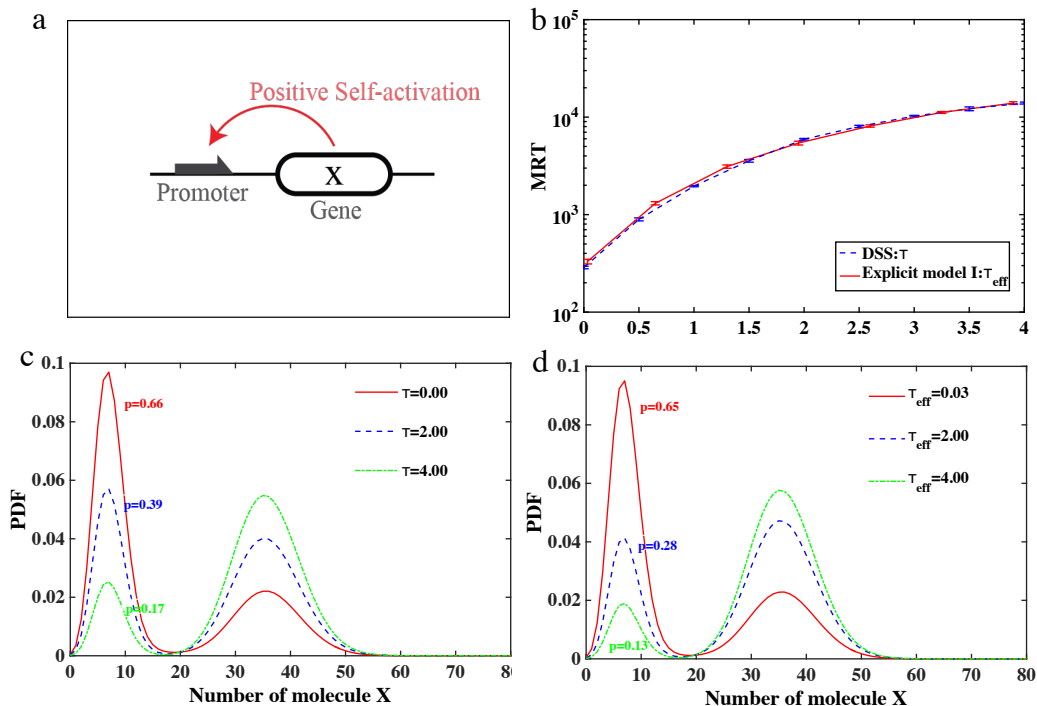 a
Positive Self-activation
Promoter
X
Gene
b
MRT
10^5
10^4
10^3
10^2
0 0.5 1 1.5 2 2.5 3 3.5 4
DSS:τ
Explicit model I:τ_eff
c
PDF
0.1
0.08
0.06
0.04
0.02
0
0 10 20 30 40 50 60 70 80
Number of molecule X
p=0.66
p=0.39
p=0.17
τ=0.00
τ=2.00
τ=4.00
d
PDF
0.1
0.08
0.06
0.04
0.02
0
0 10 20 30 40 50 60 70 80
Number of molecule X
p=0.65
p=0.28
p=0.13
τ_eff=0.03
τ_eff=2.00
τ_eff=4.00